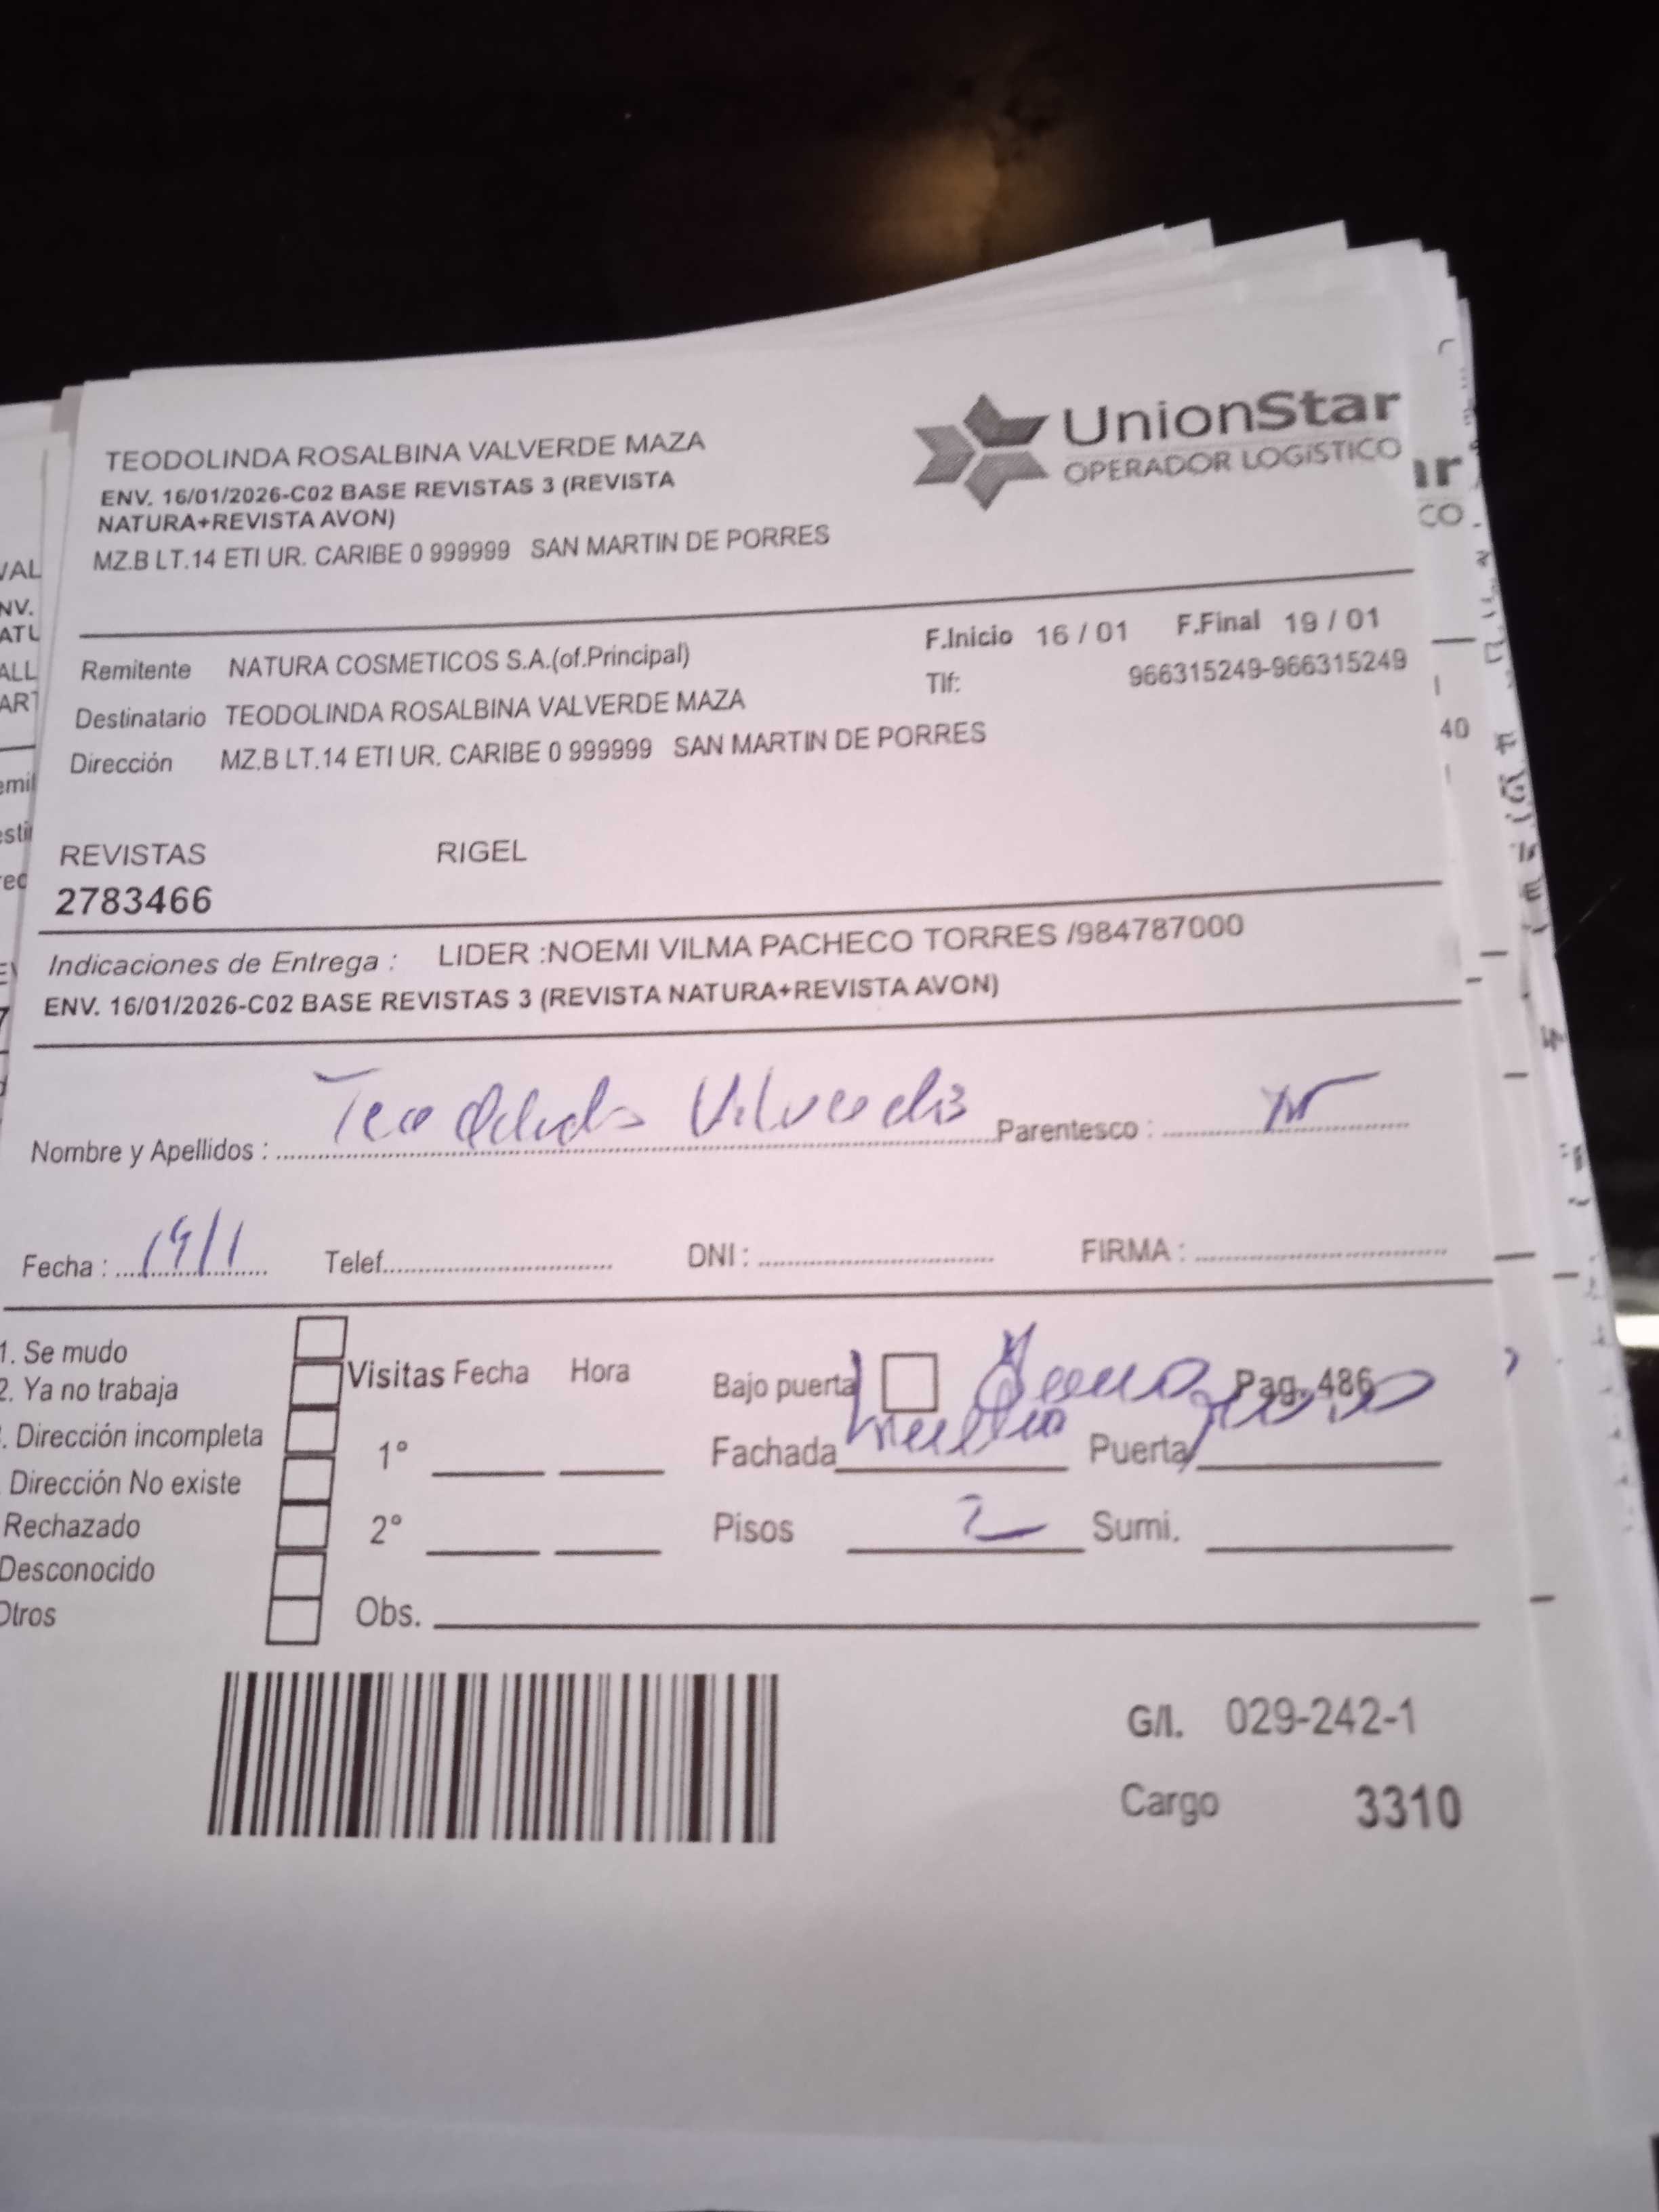 TEODOLINDA ROSALBINA VALVERDE MAZA
ENV. 16/01/2026-C02 BASE REVISTAS 3 (REVISTA
NATURA+REVISTA AVON)
MZ.B LT.14 ETI UR. CARIBE 0 999999 SAN MARTIN DE PORRES
UnionStar
OPERADOR LOGÍSTICO
F.Inicio 16 / 01 F.Final 19 / 01
Remitente NATURA COSMETICOS S.A.(of.Principal)
Tlf: 966315249-966315249
Destinatario TEODOLINDA ROSALBINA VALVERDE MAZA
Dirección MZ.B LT.14 ETI UR. CARIBE 0 999999 SAN MARTIN DE PORRES
REVISTAS RIGEL
2783466
Indicaciones de Entrega : LIDER :NOEMI VILMA PACHECO TORRES /984787000
ENV. 16/01/2026-C02 BASE REVISTAS 3 (REVISTA NATURA+REVISTA AVON)
Nombre y Apellidos : Parentesco :
Fecha : 19/1 Telef. DNI : FIRMA :
1. Se mudo
2. Ya no trabaja
. Dirección incompleta
. Dirección No existe
Rechazado
Desconocido
Otros
Visitas Fecha Hora
1°
2°
Obs.
Bajo puerta Pag. 486
Fachada Puerta
Pisos 2 Sumi.
G/I. 029-242-1
Cargo 3310